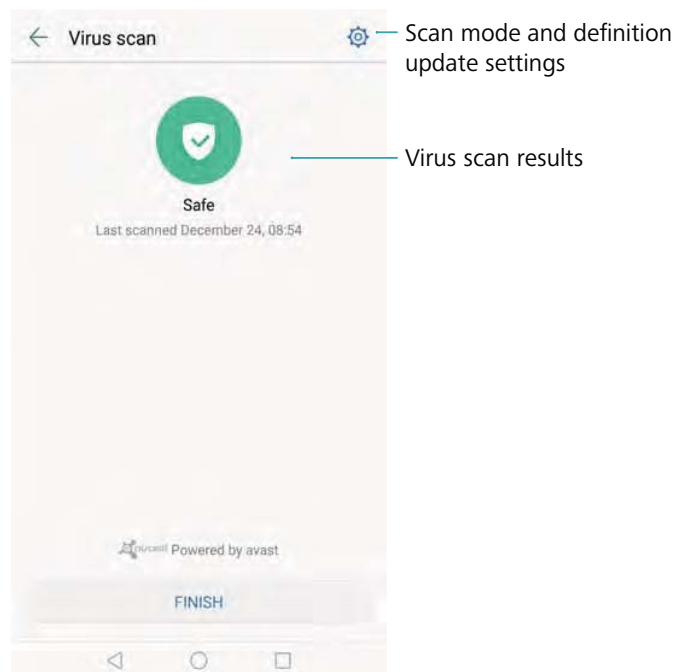 Virus scan
Scan mode and definition
update settings
Virus scan results
Safe
Last scanned December 24, 08:54
avast Powered by avast
FINISH